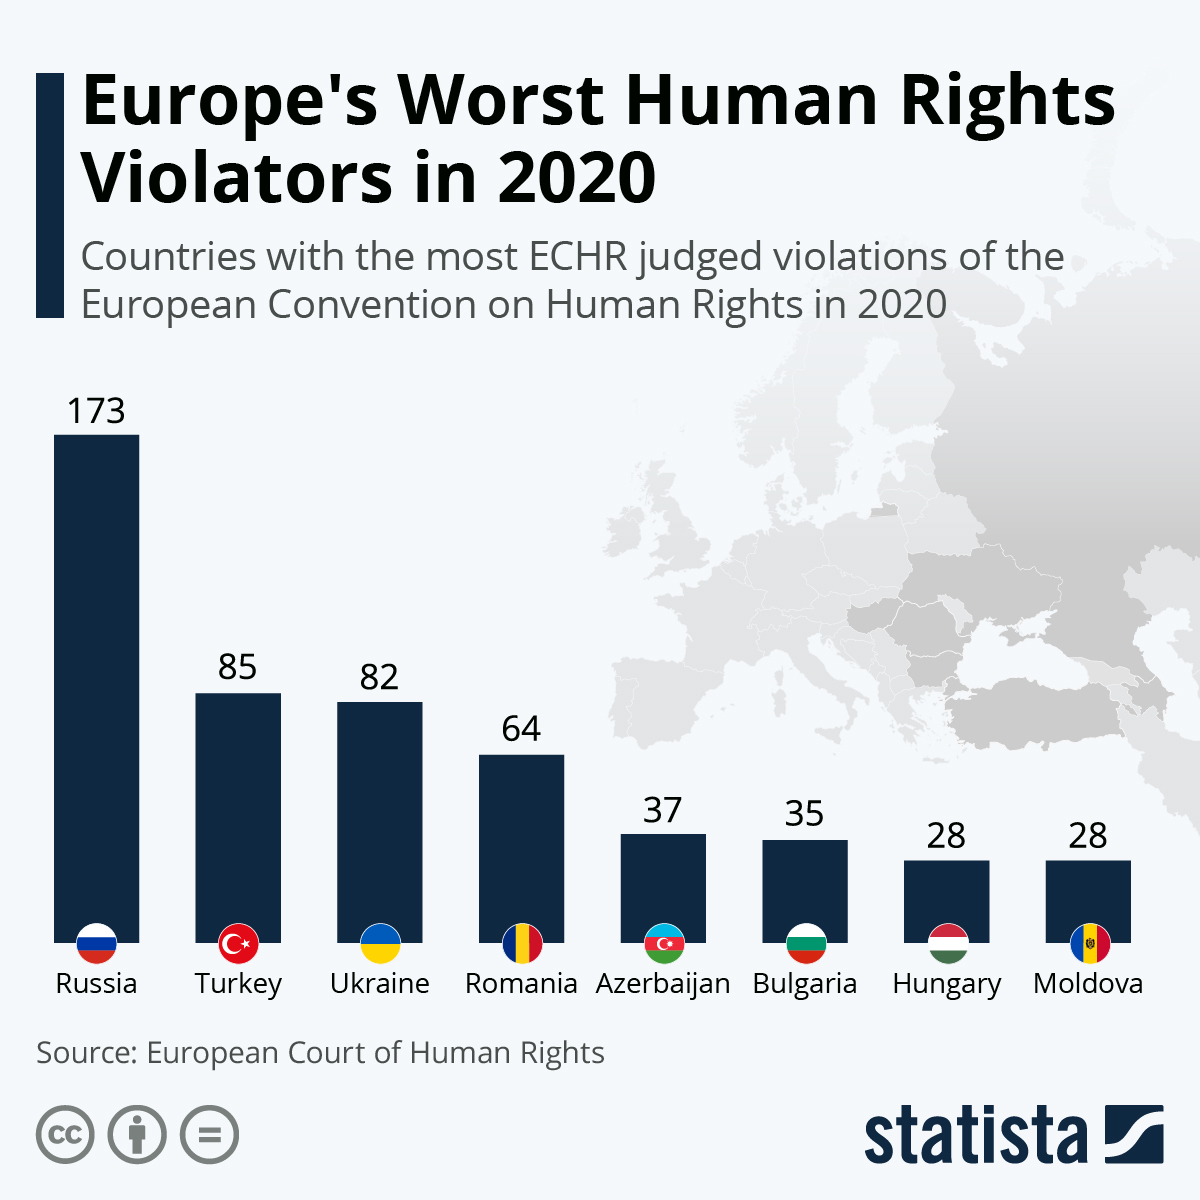 Europe's Worst Human Rights
Violators in 2020
Countries with the most ECHR judged violations of the
European Convention on Human Rights in 2020
173
85
82
64
37
35
28
28
Russia
Turkey
Ukraine
Romania
Azerbaijan
Bulgaria
Hungary
Moldova
Source: European Court of Human Rights
cc
=
statista